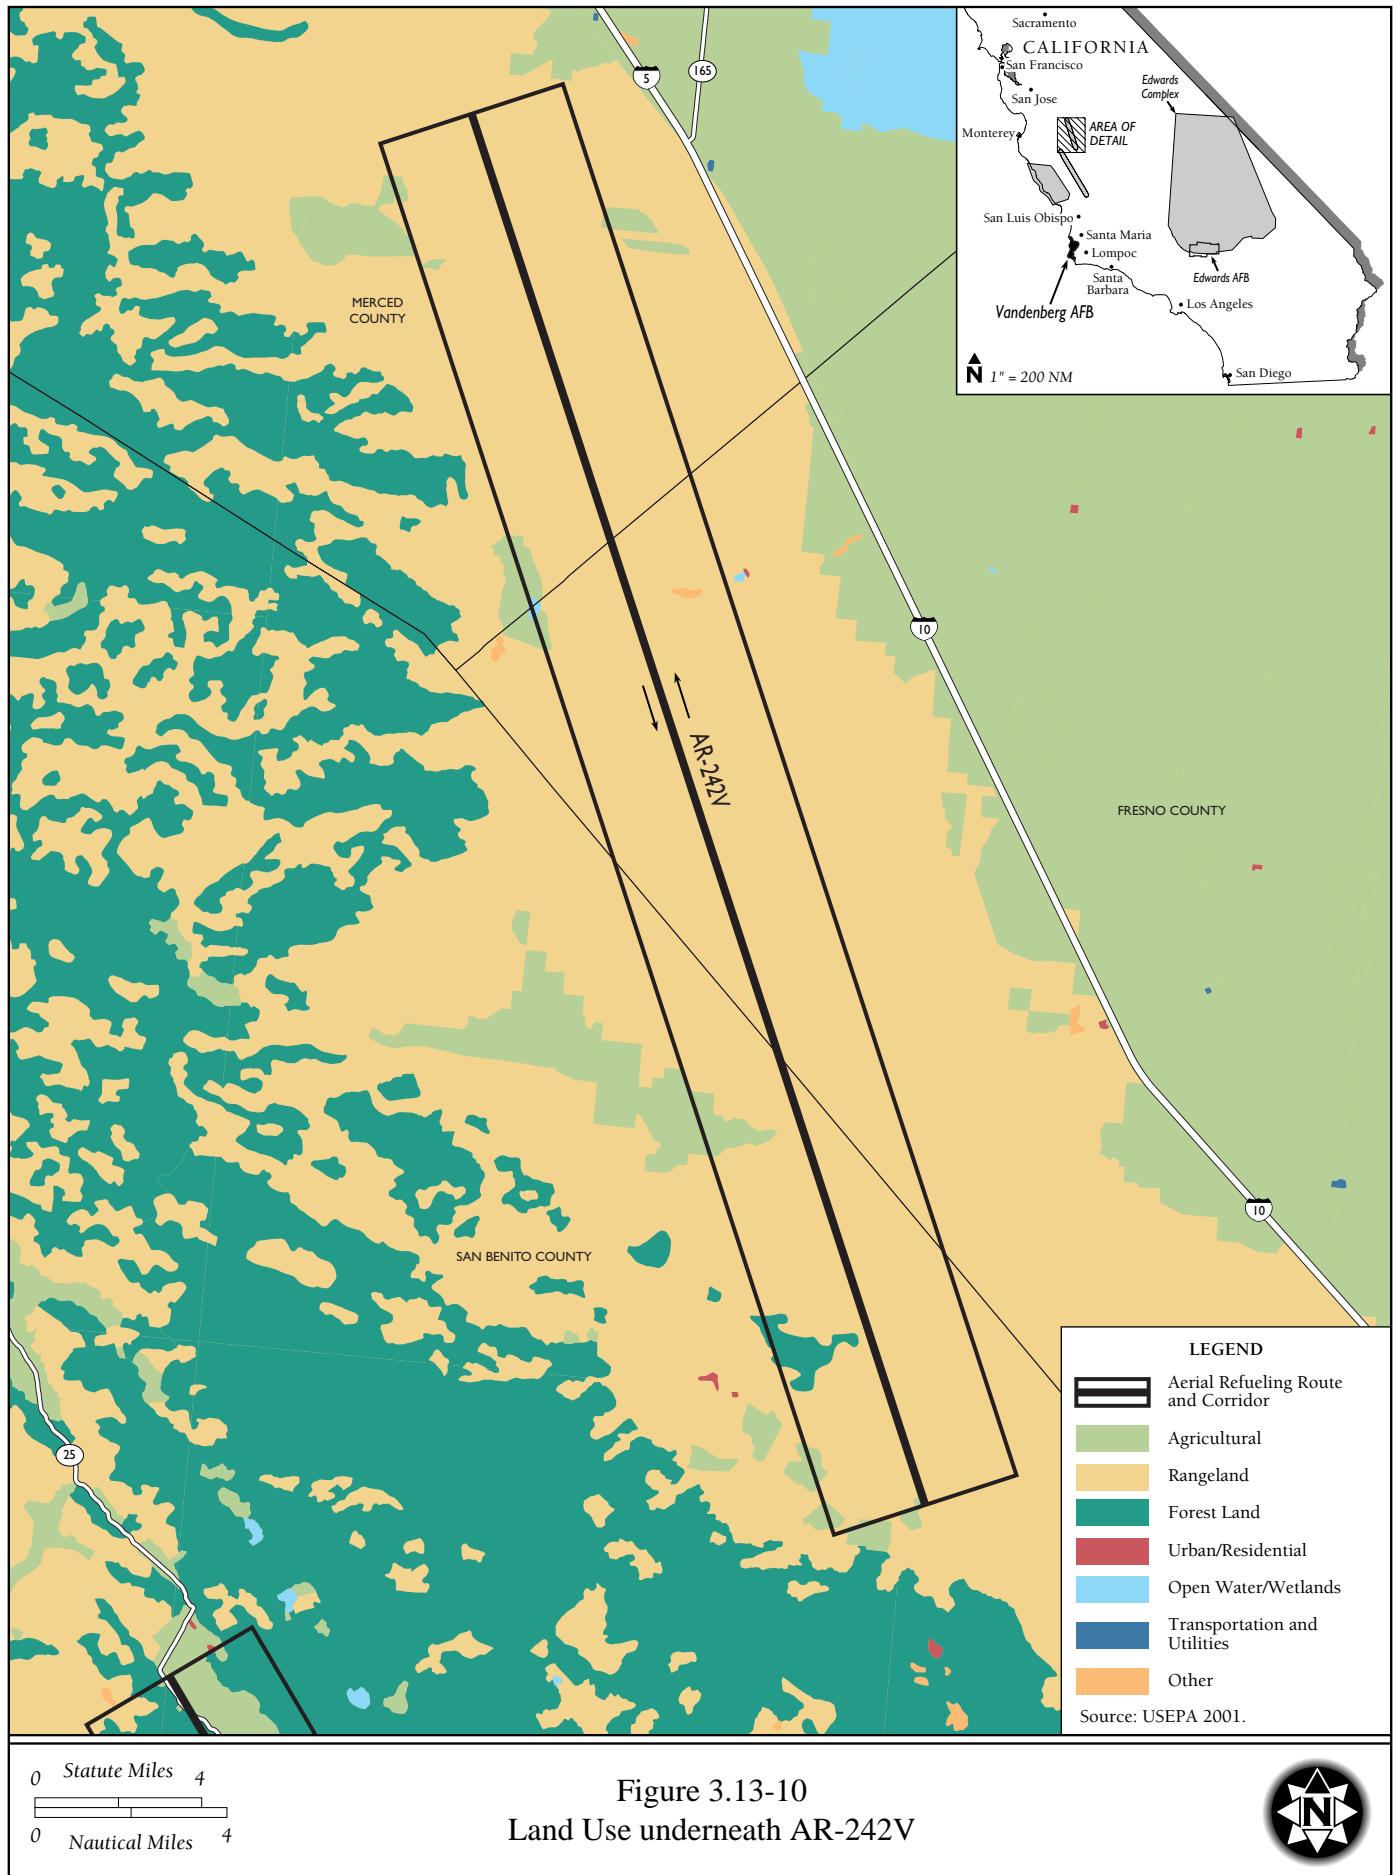 Sacramento
CALIFORNIA
San Francisco
San Jose
Monterey
AREA OF
DETAIL
Edwards
Complex
San Luis Obispo
Santa Maria
Lompoc
Santa
Barbara
Edwards AFB
Vandenberg AFB
Los Angeles
San Diego
N 1" = 200 NM
5
165
MERCED
COUNTY
10
AR-242V
FRESNO COUNTY
10
SAN BENITO COUNTY
25
LEGEND
Aerial Refueling Route
and Corridor
Agricultural
Rangeland
Forest Land
Urban/Residential
Open Water/Wetlands
Transportation and
Utilities
Other
Source: USEPA 2001.
0 Statute Miles 4
0 Nautical Miles 4
Figure 3.13-10
Land Use underneath AR-242V
N